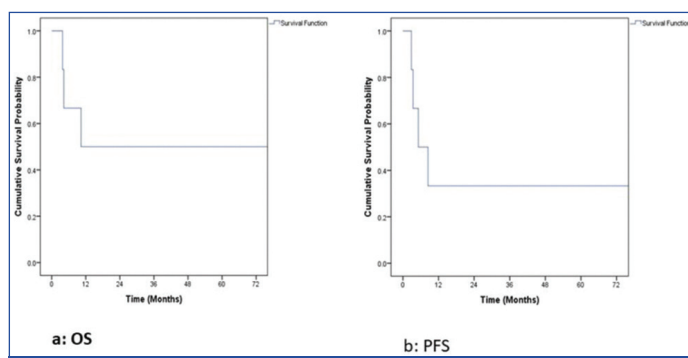 Survival Function
1.0
0.8
0.6
0.4
0.2
0.0
Cumulative Survival Probability
0 12 24 36 48 60 72
Time (Months)
a: OS
Survival Function
1.0
0.8
0.6
0.4
0.2
0.0
Cumulative Survival Probability
0 12 24 36 48 60 72
Time (Months)
b: PFS